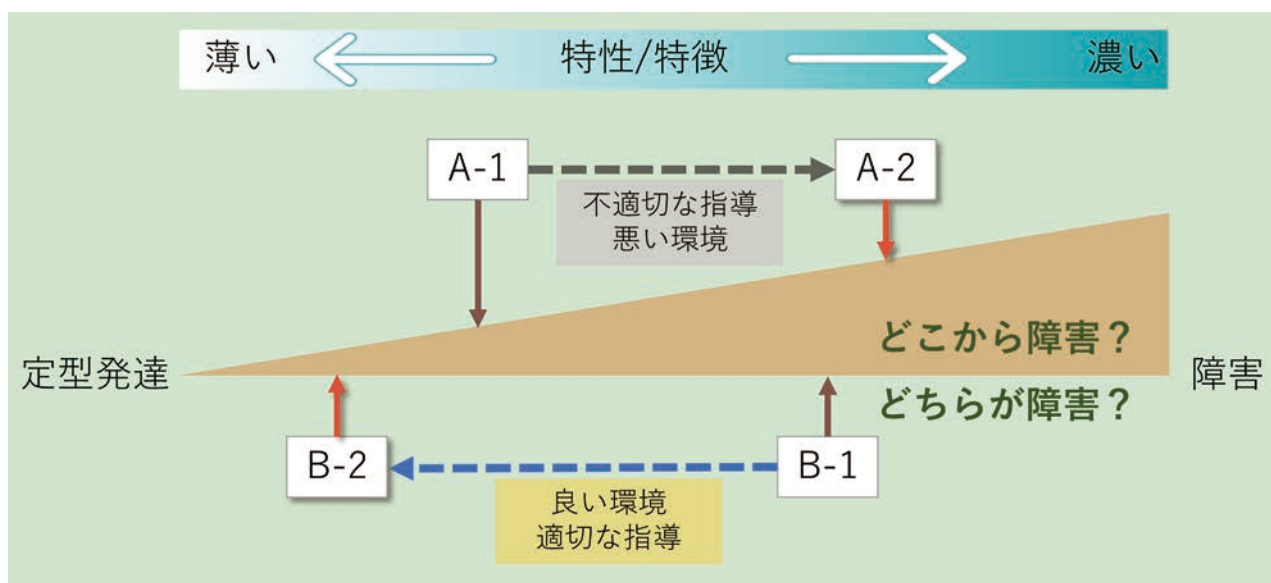 薄い 特性/特徴 濃い
A-1 A-2
不適切な指導
悪い環境
どこから障害？
定型発達 障害
どちらが障害？
B-2 B-1
良い環境
適切な指導